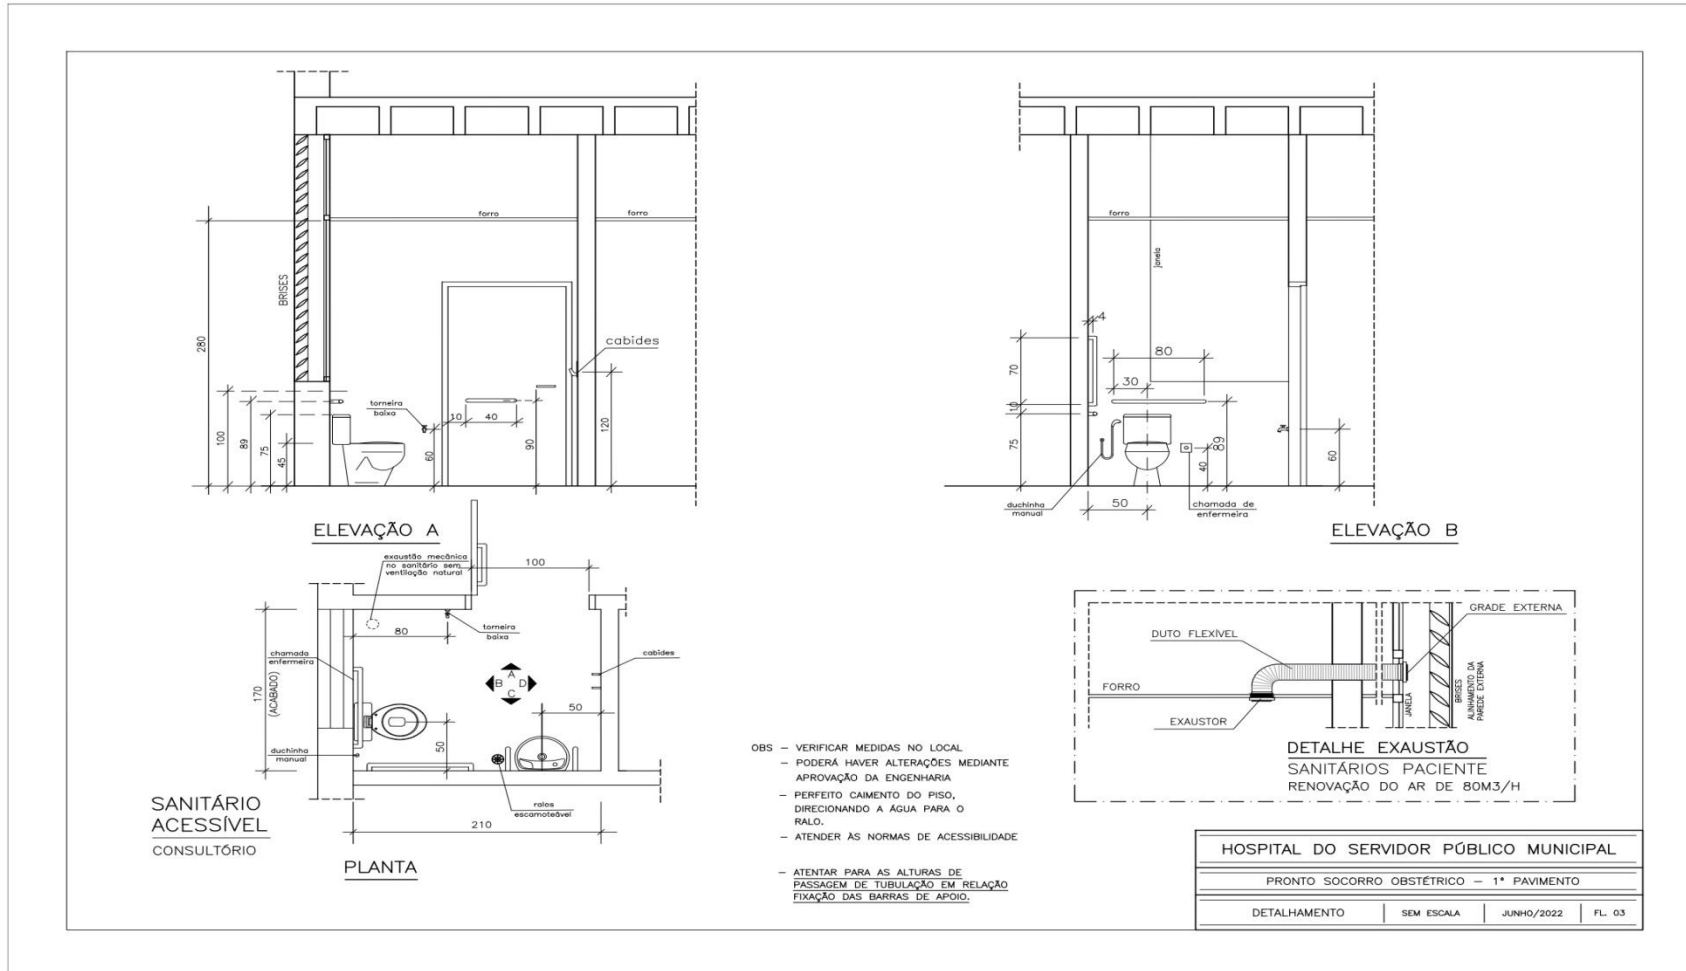 forro
forro
BRISES
280
cabides
torneira
baixa
10
40
100
89
75
45
60
90
120
ELEVAÇÃO A
forro
janela
4
80
30
70
10
75
89
40
60
50
duchinha
manual
chamada de
enfermeira
ELEVAÇÃO B
exaustão mecânica
no sanitário sem
ventilação natural
100
80
torneira
baixa
chamada
enfermeira
cabides
A
B D
C
170
(ACABADO)
50
50
duchinha
manual
ralos
escamoteável
210
SANITÁRIO
ACESSÍVEL
CONSULTÓRIO
PLANTA
OBS – VERIFICAR MEDIDAS NO LOCAL
– PODERÁ HAVER ALTERAÇÕES MEDIANTE
APROVAÇÃO DA ENGENHARIA
– PERFEITO CAIMENTO DO PISO,
DIRECIONANDO A ÁGUA PARA O
RALO.
– ATENDER ÀS NORMAS DE ACESSIBILIDADE
– ATENTAR PARA AS ALTURAS DE
PASSAGEM DE TUBULAÇÃO EM RELAÇÃO
FIXAÇÃO DAS BARRAS DE APOIO.
GRADE EXTERNA
DUTO FLEXÍVEL
FORRO
EXAUSTOR
JANELA
BRISES
ALINHAMENTO DA
PAREDE EXTERNA
DETALHE EXAUSTÃO
SANITÁRIOS PACIENTE
RENOVAÇÃO DO AR DE 80M3/H
HOSPITAL DO SERVIDOR PÚBLICO MUNICIPAL
PRONTO SOCORRO OBSTÉTRICO – 1° PAVIMENTO
DETALHAMENTO
SEM ESCALA
JUNHO/2022
FL. 03